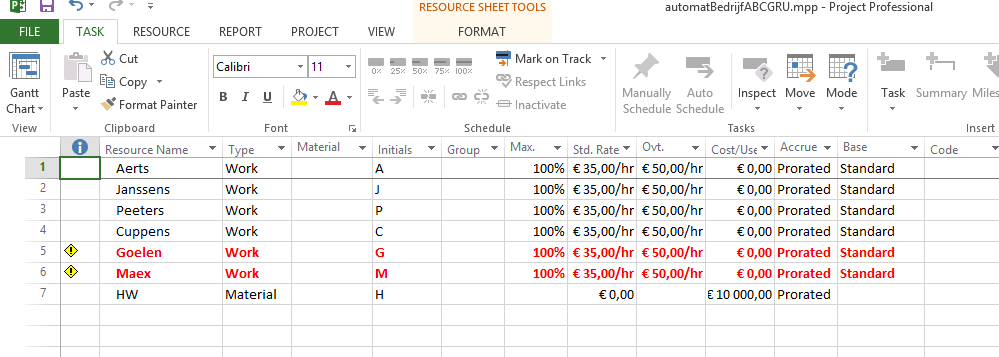 RESOURCE SHEET TOOLS automatBedrijfABCGRU.mpp - Project Professional
FILE TASK RESOURCE REPORT PROJECT VIEW FORMAT
Gantt Chart Paste Cut Copy Format Painter Calibri 11 B I U A 0% 25% 50% 75% 100% Mark on Track Respect Links Inactivate Manually Schedule Auto Schedule Inspect Move Mode Task Summary Miles
View Clipboard Font Schedule Tasks Insert
Resource Name Type Material Initials Group Max. Std. Rate Ovt. Cost/Use Accrue Base Code
1 Aerts Work A 100% € 35,00/hr € 50,00/hr € 0,00 Prorated Standard
2 Janssens Work J 100% € 35,00/hr € 50,00/hr € 0,00 Prorated Standard
3 Peeters Work P 100% € 35,00/hr € 50,00/hr € 0,00 Prorated Standard
4 Cuppens Work C 100% € 35,00/hr € 50,00/hr € 0,00 Prorated Standard
5 Goelen Work G 100% € 35,00/hr € 50,00/hr € 0,00 Prorated Standard
6 Maex Work M 100% € 35,00/hr € 50,00/hr € 0,00 Prorated Standard
7 HW Material H € 0,00 € 10 000,00 Prorated